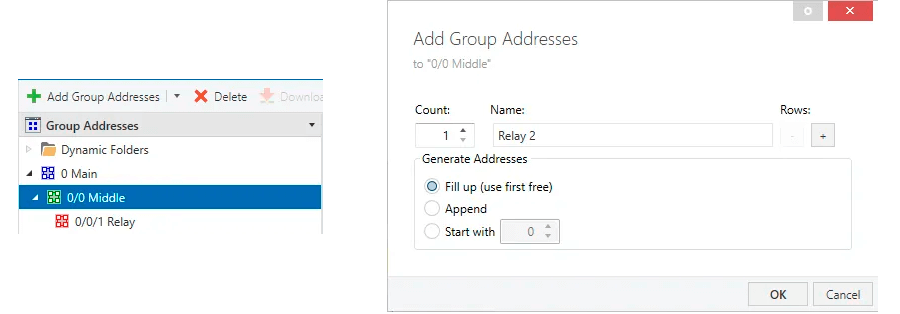 Add Group Addresses Delete Downloa
Group Addresses
Dynamic Folders
0 Main
0/0 Middle
0/0/1 Relay
Add Group Addresses
to "0/0 Middle"
Count: Name: Rows:
1 Relay 2 - +
Generate Addresses
Fill up (use first free)
Append
Start with 0
OK Cancel